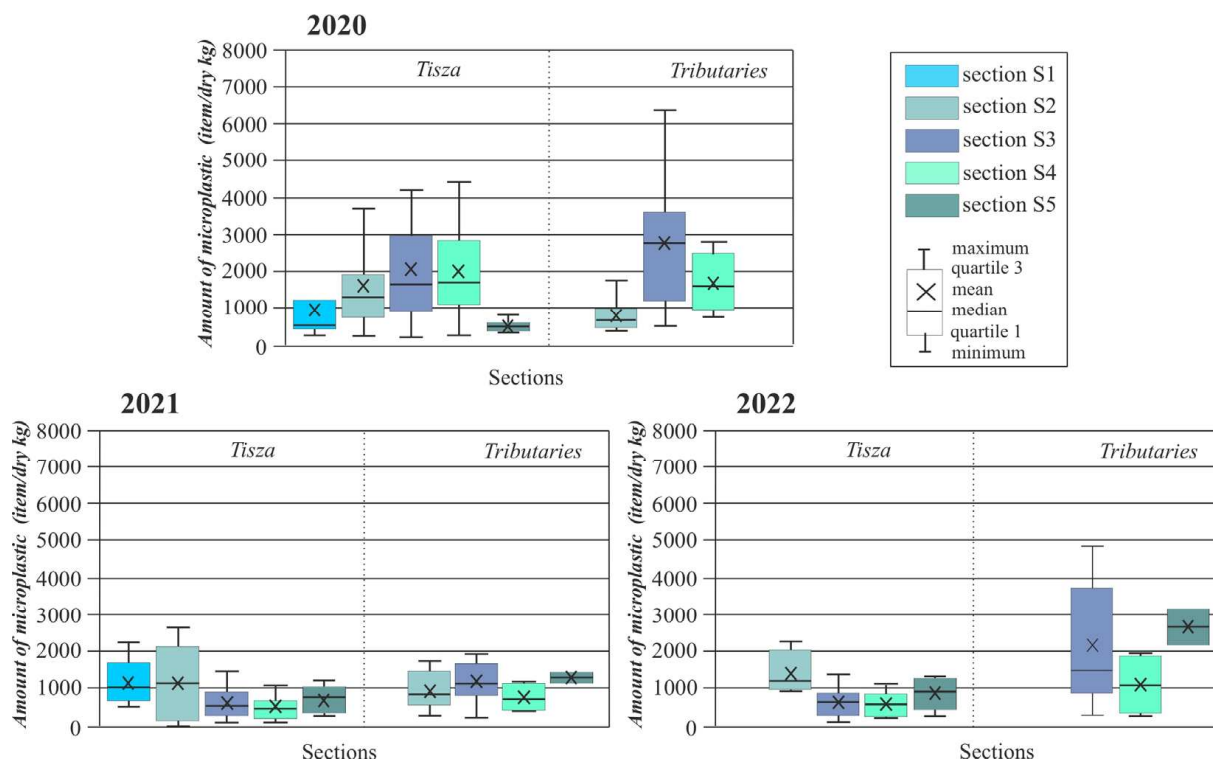 2020
Amount of microplastic (item/dry kg)
8000
7000
6000
5000
4000
3000
2000
1000
0
Tisza
Tributaries
Sections
section S1
section S2
section S3
section S4
section S5
maximum
quartile 3
mean
median
quartile 1
minimum
2021
Amount of microplastic (item/dry kg)
8000
7000
6000
5000
4000
3000
2000
1000
0
Tisza
Tributaries
Sections
2022
Amount of microplastic (item/dry kg)
8000
7000
6000
5000
4000
3000
2000
1000
0
Tisza
Tributaries
Sections